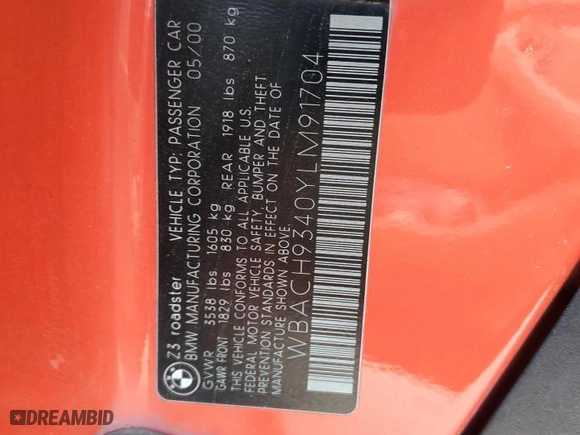 Z3 roadster VEHICLE TYP: PASSENGER CAR
BMW MANUFACTURING CORPORATION 05/00
GVWR 3538 lbs 1605 kg
GAWR FRONT 1829 lbs 830 kg REAR 1918 lbs 870 kg
THIS VEHICLE CONFORMS TO ALL APPLICABLE U.S.
FEDERAL MOTOR VEHICLE SAFETY, BUMPER AND THEFT
PREVENTION STANDARDS IN EFFECT ON THE DATE OF
MANUFACTURE SHOWN ABOVE.
WBACH9340YLM91704
DREAMBID